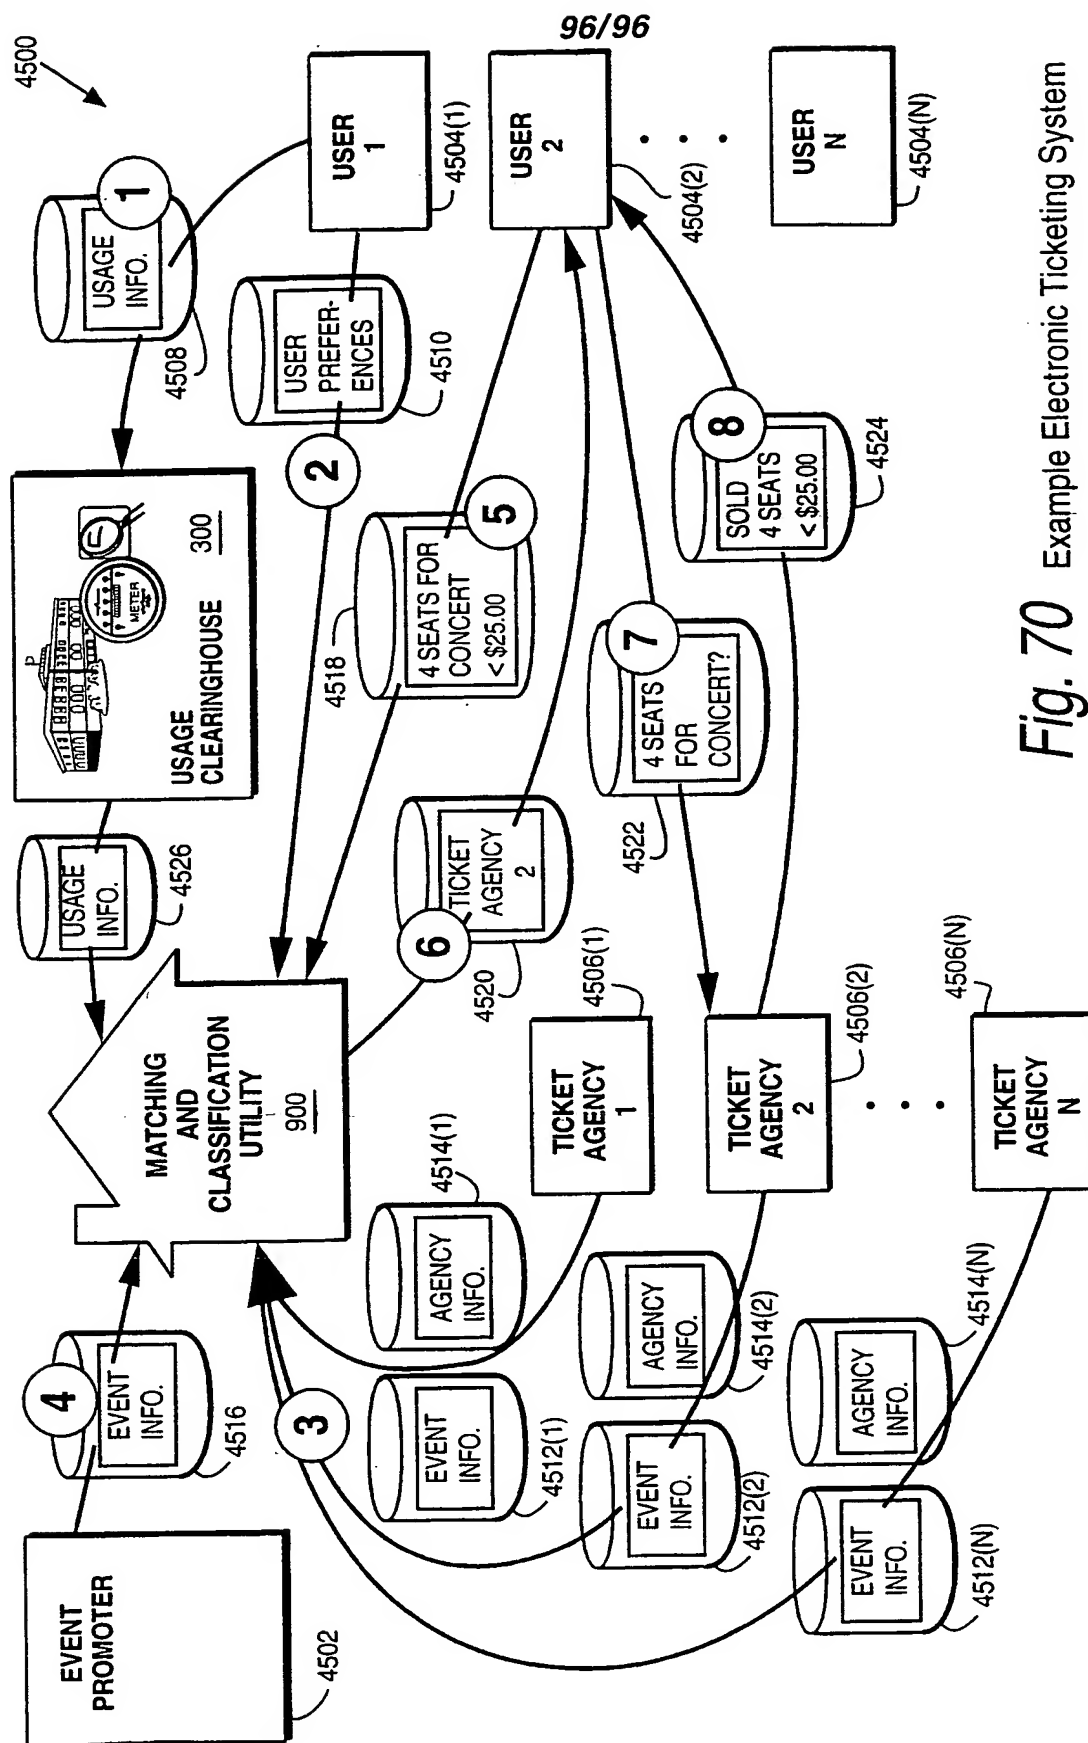 96/96
4500
EVENT
PROMOTER
4502
4
EVENT
INFO.
4516
MATCHING
AND
CLASSIFICATION
UTILITY
900
USAGE
INFO.
4526
P
METER
300
USAGE
CLEARINGHOUSE
1
USAGE
INFO.
4508
USER
1
4504(1)
2
USER
PREFER-
ENCES
4510
3
EVENT
INFO.
4512(1)
AGENCY
INFO.
4514(1)
TICKET
AGENCY
1
4506(1)
6
TICKET
AGENCY
2
4520
4518
4 SEATS FOR
CONCERT
< $25.00
5
USER
2
4504(2)
EVENT
INFO.
4512(2)
AGENCY
INFO.
4514(2)
TICKET
AGENCY
2
4506(2)
4522
4 SEATS
FOR
CONCERT?
7
8
SOLD
4 SEATS
< $25.00
4524
USER
N
4504(N)
EVENT
INFO.
4512(N)
AGENCY
INFO.
4514(N)
TICKET
AGENCY
N
4506(N)
Fig. 70 Example Electronic Ticketing System